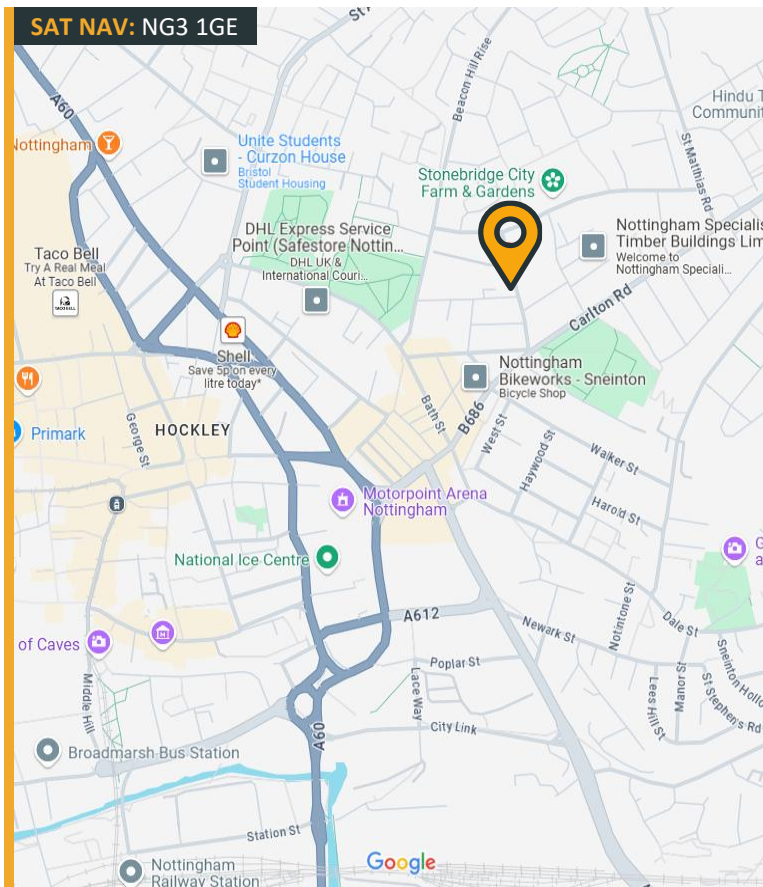 SAT NAV: NG3 1GE
A60
Beacon Hill Rise
Hindu
Communit
Nottingham
Unite Students
- Curzon House
Bristol
Student Housing
St Matthias Rd
Stonebridge City
Farm & Gardens
DHL Express Service
Point (Safestore Nottin...
DHL UK &
International Couri...
Nottingham Specialis
Timber Buildings Lim
Welcome to
Nottingham Speciali...
Taco Bell
Try A Real Meal
At Taco Bell
TACO BELL
Carlton Rd
Shell
Save 5p on every
litre today*
Nottingham
Bikeworks - Sneinton
Bicycle Shop
Bath St
B686
West St
Primark
George St
HOCKLEY
Haywood St
Walker St
Motorpoint Arena
Nottingham
Harold St
G
a
National Ice Centre
Notintone St
A612
Newark St
Dale St
of Caves
Poplar St
Lace Way
Lees Hill St
Manor St
St Stephen's Rd
Sneinton Hollo
Middle Hill
City Link
A60
Broadmarsh Bus Station
Station St
Google
Nottingham
Railway Station